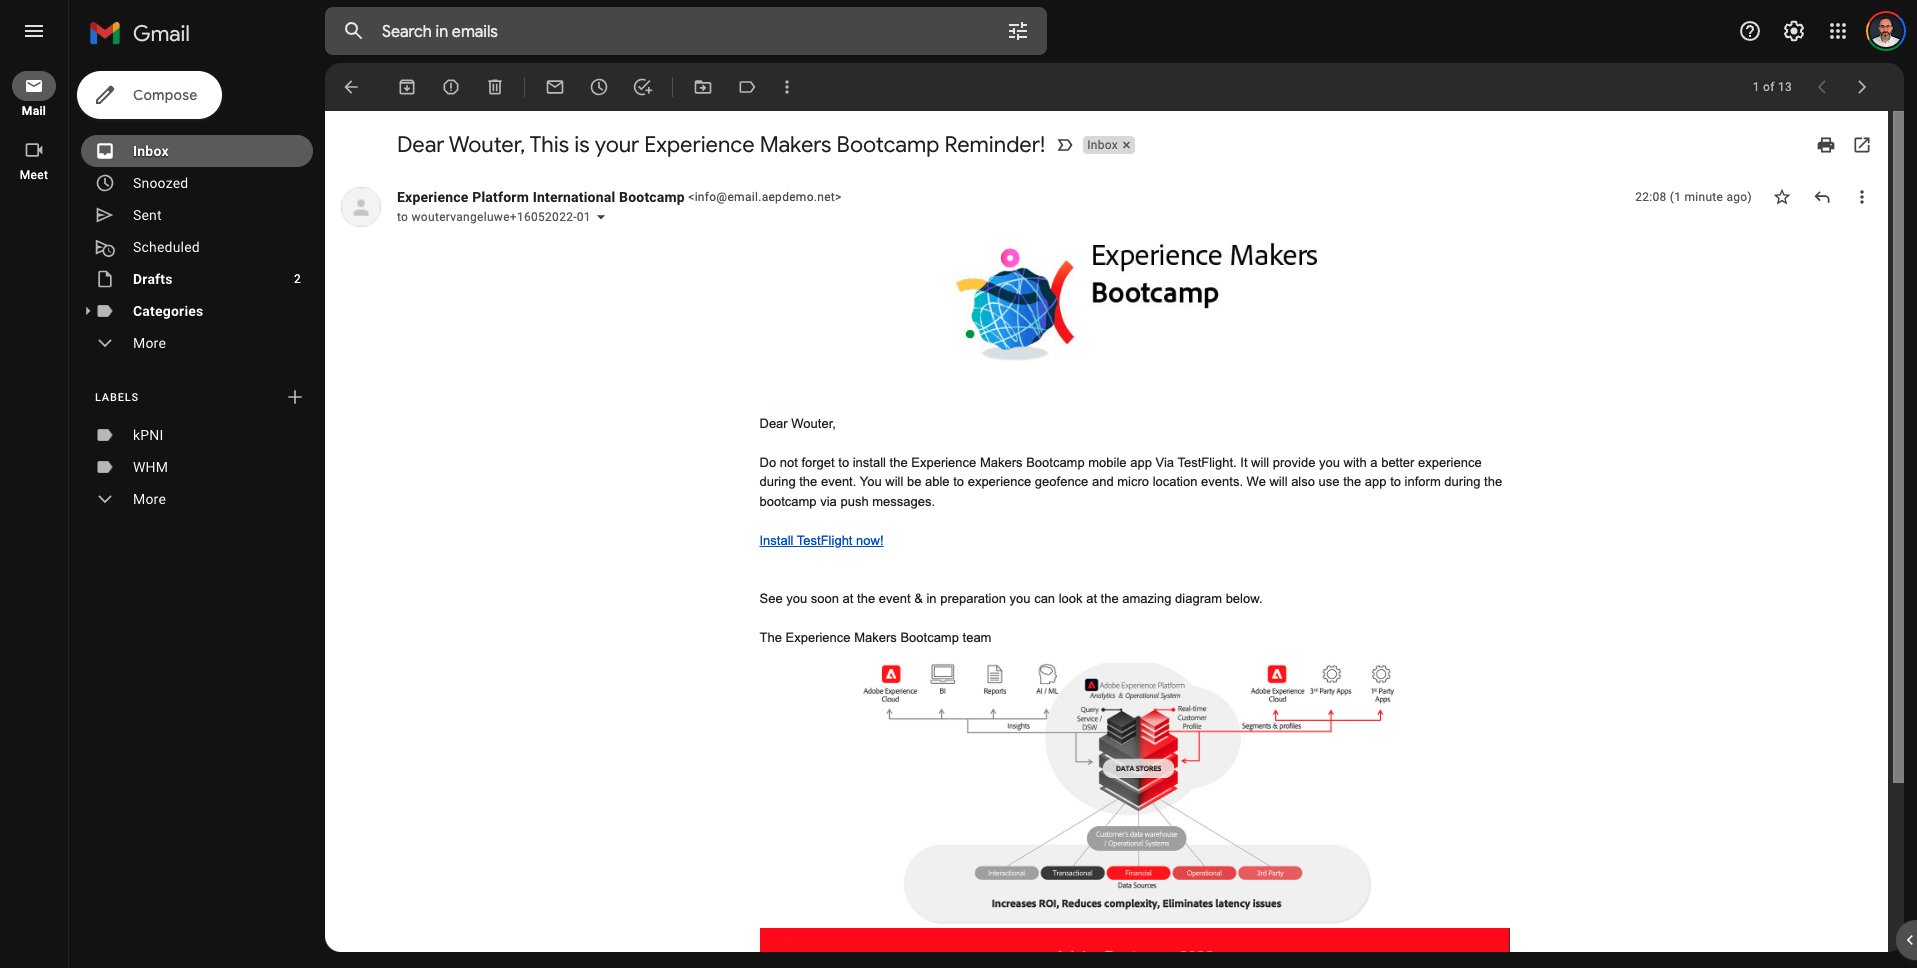 Gmail
Search in emails
Mail
Meet
Compose
Inbox
Snoozed
Sent
Scheduled
Drafts 2
Categories
More
LABELS
kPNI
WHM
More
1 of 13
Dear Wouter, This is your Experience Makers Bootcamp Reminder!
Inbox ×
Experience Platform International Bootcamp <info@email.aepdemo.net>
22:08 (1 minute ago)
to woutervangeluwe+16052022-01
Experience Makers
Bootcamp
Dear Wouter,
Do not forget to install the Experience Makers Bootcamp mobile app Via TestFlight. It will provide you with a better experience
during the event. You will be able to experience geofence and micro location events. We will also use the app to inform during the
bootcamp via push messages.
Install TestFlight now!
See you soon at the event & in preparation you can look at the amazing diagram below.
The Experience Makers Bootcamp team
Adobe Experience
Cloud
BI
Reports
AI / ML
Insights
Adobe Experience Platform
Analytics & Operational System
Query
Service /
DSW
Real-time
Customer
Profile
DATA STORES
Adobe Experience
Cloud
3rd Party Apps
1st Party
Apps
Segments & profiles
Customer's data warehouse
/ Operational Systems
Interactional
Transactional
Financial
Operational
3rd Party
Data Sources
Increases ROI, Reduces complexity, Eliminates latency issues